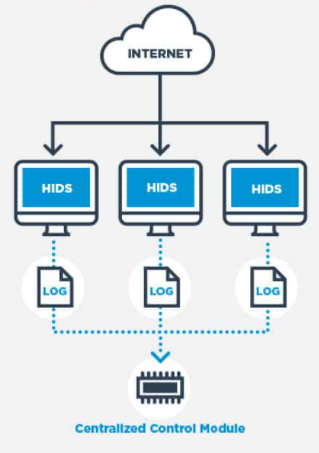 INTERNET
HIDS HIDS HIDS
LOG LOG LOG
Centralized Control Module